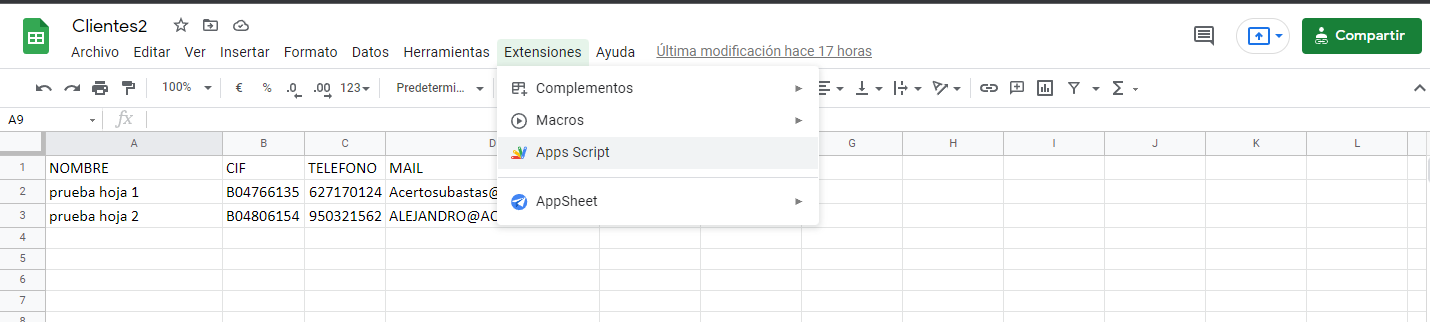 Clientes2
Archivo Editar Ver Insertar Formato Datos Herramientas Extensiones Ayuda Última modificación hace 17 horas
Compartir
100% € % .0 .00 123 Predetermi...
Complementos
Macros
Apps Script
AppSheet
A9 fx
A B C D G H I J K L
1 NOMBRE CIF TELEFONO MAIL
2 prueba hoja 1 B04766135 627170124 Acertosubastas@
3 prueba hoja 2 B04806154 950321562 ALEJANDRO@AC
4
5
6
7
8